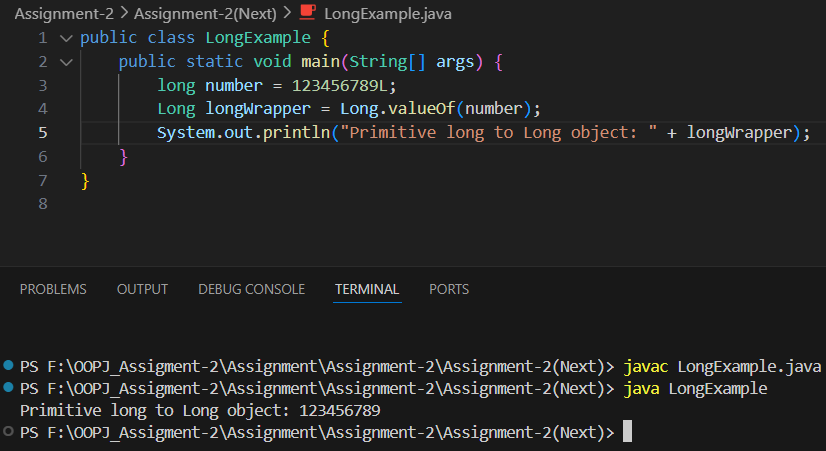 Assignment-2 > Assignment-2(Next) > LongExample.java
1 public class LongExample {
2 public static void main(String[] args) {
3 long number = 123456789L;
4 Long longWrapper = Long.valueOf(number);
5 System.out.println("Primitive long to Long object: " + longWrapper);
6 }
7 }
8
PROBLEMS OUTPUT DEBUG CONSOLE TERMINAL PORTS
PS F:\OOPJ_Assigment-2\Assignment\Assignment-2\Assignment-2(Next)> javac LongExample.java
PS F:\OOPJ_Assigment-2\Assignment\Assignment-2\Assignment-2(Next)> java LongExample
Primitive long to Long object: 123456789
PS F:\OOPJ_Assigment-2\Assignment\Assignment-2\Assignment-2(Next)>